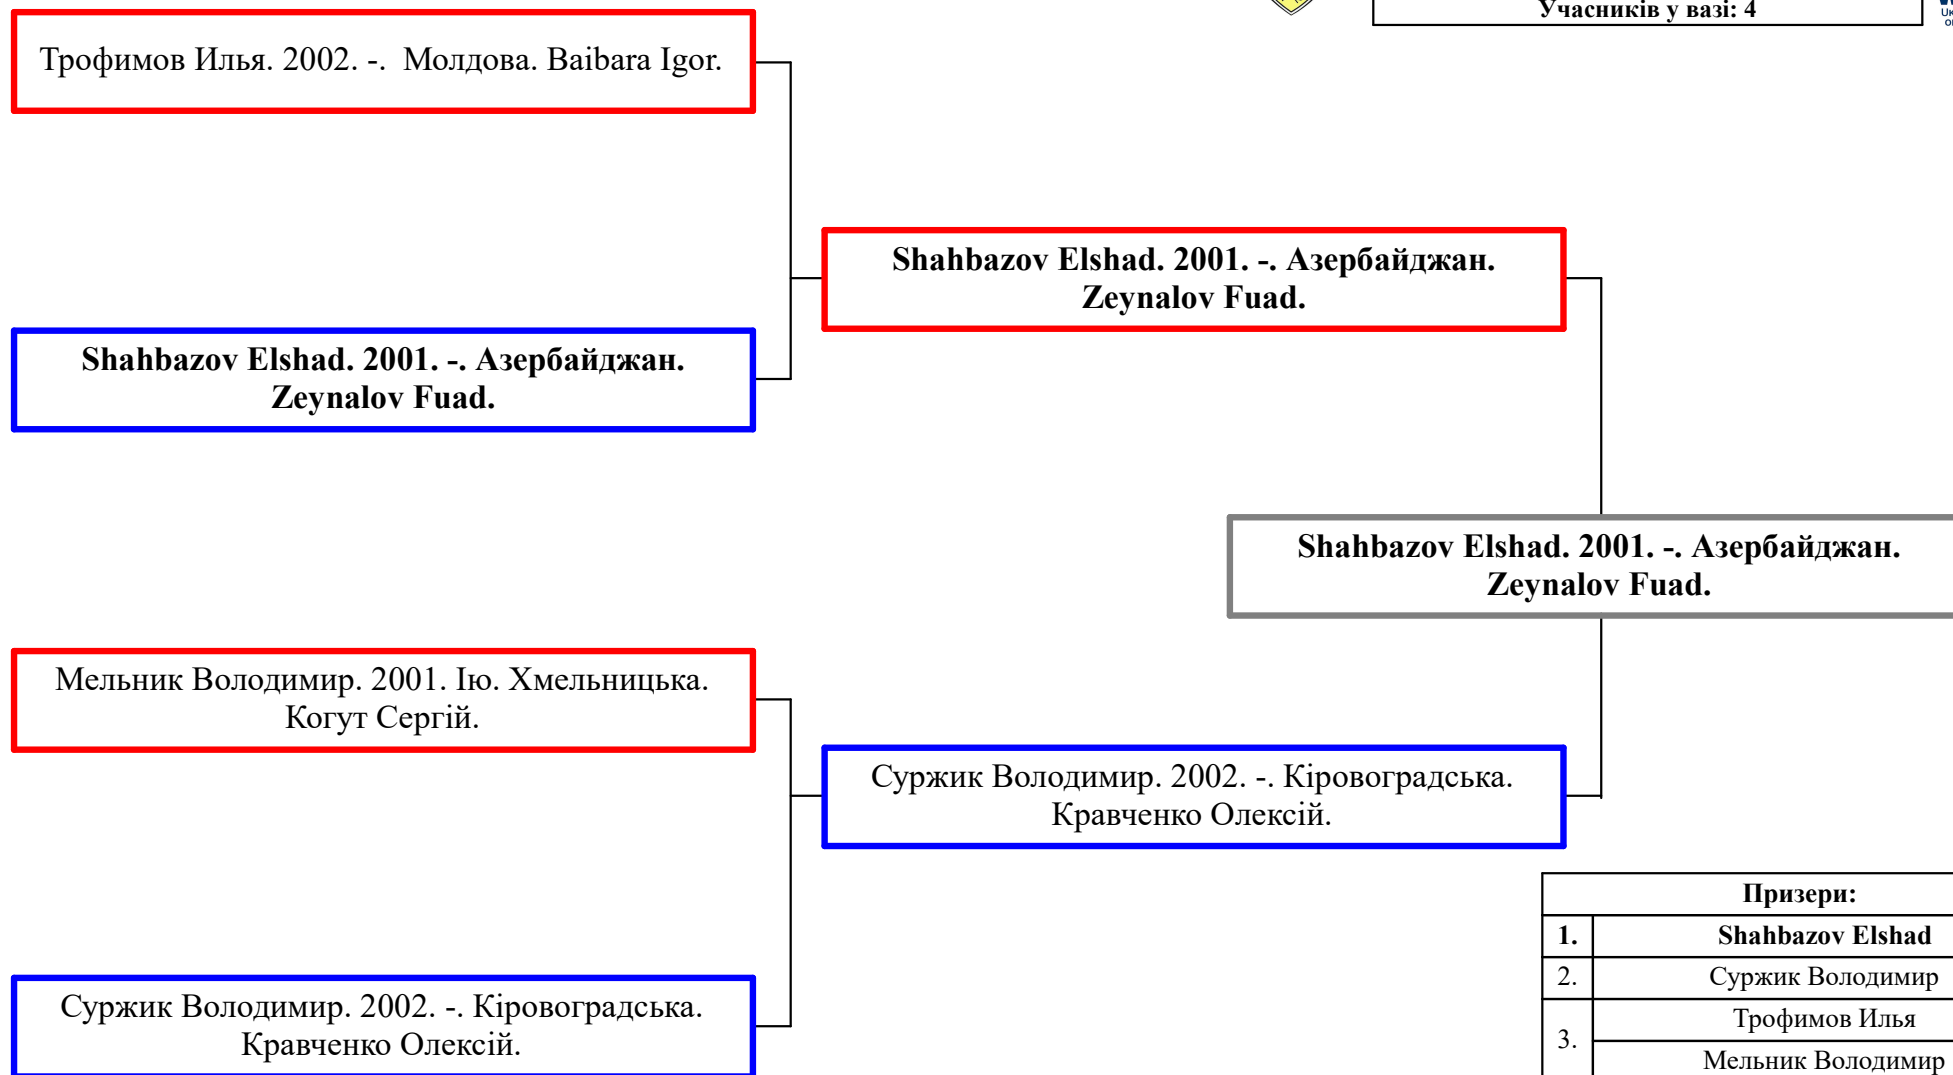 Учасників у вазі: 4
Трофимов Илья. 2002. -. Молдова. Baibara Igor.
Shahbazov Elshad. 2001. -. Азербайджан.
Zeynalov Fuad.
Shahbazov Elshad. 2001. -. Азербайджан.
Zeynalov Fuad.
Shahbazov Elshad. 2001. -. Азербайджан.
Zeynalov Fuad.
Мельник Володимир. 2001. Ію. Хмельницька.
Когут Сергій.
Суржик Володимир. 2002. -. Кіровоградська.
Кравченко Олексій.
Суржик Володимир. 2002. -. Кіровоградська.
Кравченко Олексій.
Призери:
1. Shahbazov Elshad
2. Суржик Володимир
3. Трофимов Илья
Мельник Володимир